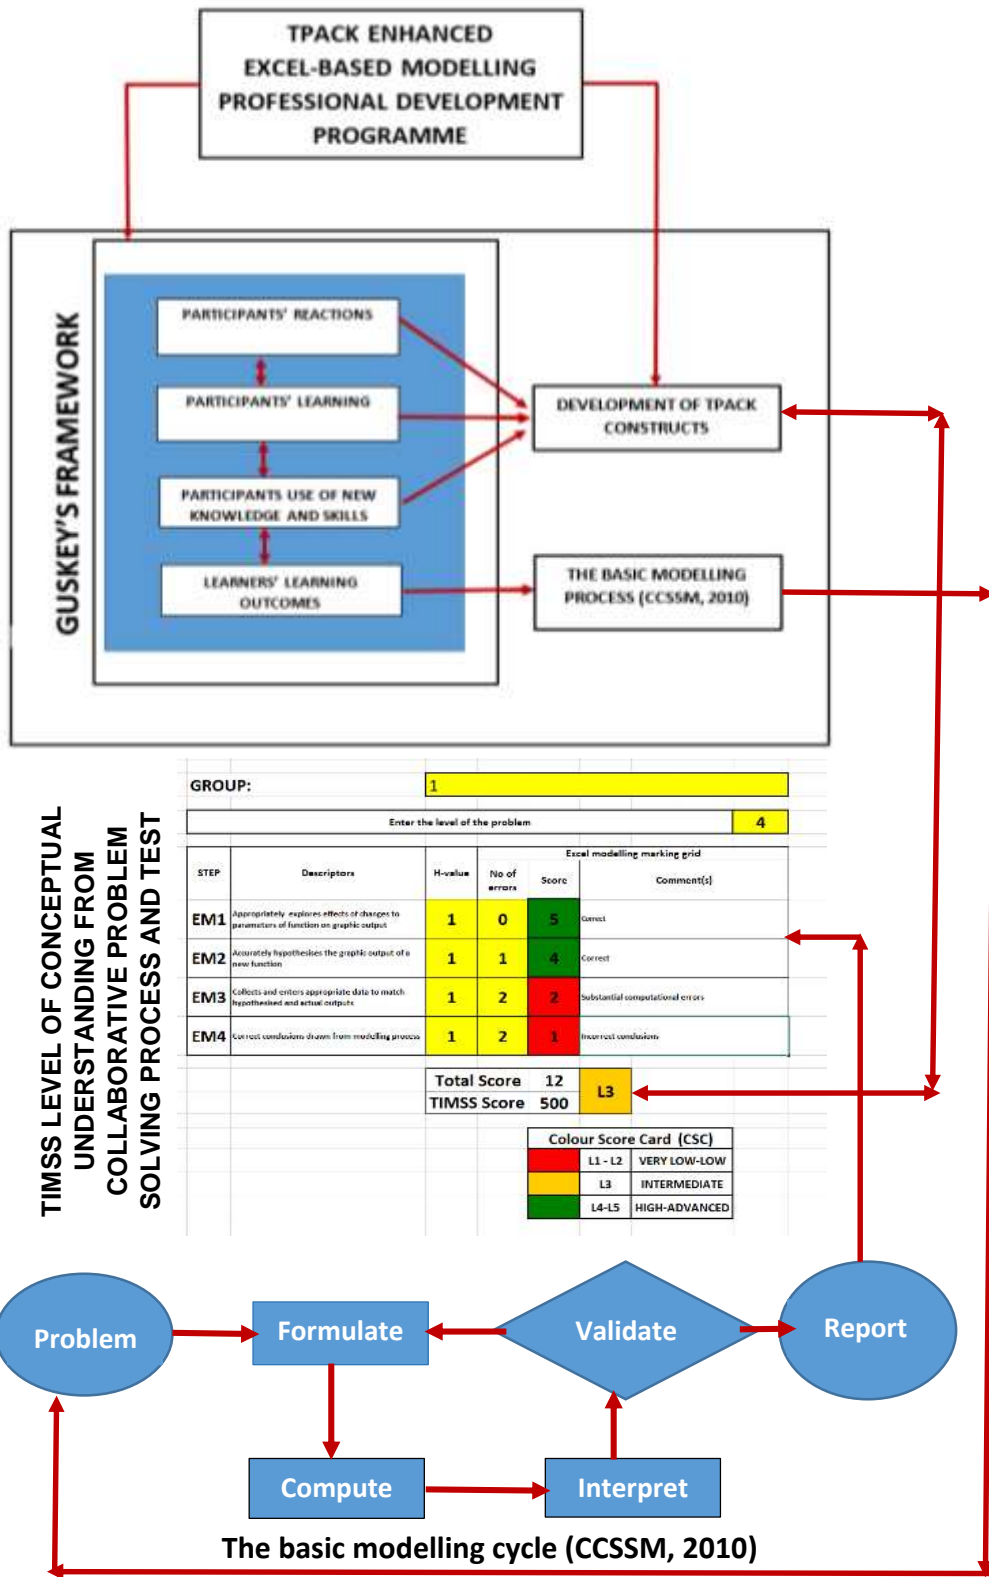 TPACK ENHANCED
EXCEL-BASED MODELLING
PROFESSIONAL DEVELOPMENT
PROGRAMME
GUSKEY'S FRAMEWORK
PARTICIPANTS' REACTIONS
PARTICIPANTS' LEARNING
PARTICIPANTS USE OF NEW
KNOWLEDGE AND SKILLS
LEARNERS' LEARNING
OUTCOMES
DEVELOPMENT OF TPACK
CONSTRUCTS
THE BASIC MODELLING
PROCESS (CCSSM, 2010)
TIMSS LEVEL OF CONCEPTUAL
UNDERSTANDING FROM
COLLABORATIVE PROBLEM
SOLVING PROCESS AND TEST
GROUP: 1
Enter the level of the problem 4
Excel modelling marking grid
STEP Descriptors H-value No of errors Score Comment(s)
EM1 Appropriately explores effects of changes to parameters of function on graphic output 1 0 5 Correct
EM2 Accurately hypothesises the graphic output of a new function 1 1 4 Correct
EM3 Collects and enters appropriate data to match hypothesised and actual outputs 1 2 2 Substantial computational errors
EM4 Correct conclusions drawn from modelling process 1 2 1 Incorrect conclusions
Total Score 12 L3
TIMSS Score 500
Colour Score Card (CSC)
L1 - L2 VERY LOW-LOW
L3 INTERMEDIATE
L4-L5 HIGH-ADVANCED
Problem
Formulate
Validate
Report
Compute
Interpret
The basic modelling cycle (CCSSM, 2010)